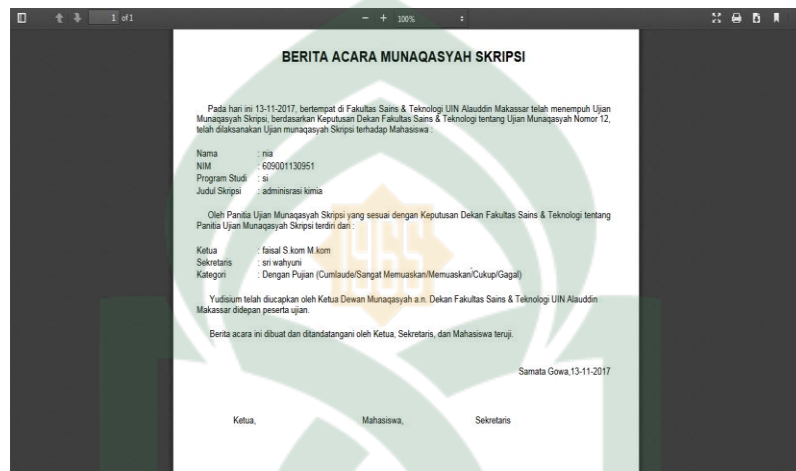 1 of 1 − + 100%
BERITA ACARA MUNAQASYAH SKRIPSI
Pada hari ini 13-11-2017, bertempat di Fakultas Sains & Teknologi UIN Alauddin Makassar telah menempuh Ujian
Munaqasyah Skripsi, berdasarkan Keputusan Dekan Fakultas Sains & Teknologi tentang Ujian Munaqasyah Nomor 12,
telah dilaksanakan Ujian munaqasyah Skripsi terhadap Mahasiswa :
Nama : nia
NIM : 609001130951
Program Studi : si
Judul Skripsi : adminisrasi kimia
Oleh Panitia Ujian Munaqasyah Skripsi yang sesuai dengan Keputusan Dekan Fakultas Sains & Teknologi tentang
Panitia Ujian Munaqasyah Skripsi terdiri dari :
1965
Ketua : faisal S.kom M.kom
Sekretaris : sri wahyuni
Kategori : Dengan Pujian (Cumlaude/Sangat Memuaskan/Memuaskan/Cukup/Gagal)
Yudisium telah diucapkan oleh Ketua Dewan Munaqasyah a.n. Dekan Fakultas Sains & Teknologi UIN Alauddin
Makassar didepan peserta ujian.
Berita acara ini dibuat dan ditandatangani oleh Ketua, Sekretaris, dan Mahasiswa teruji.
Samata Gowa,13-11-2017
Ketua, Mahasiswa, Sekretaris